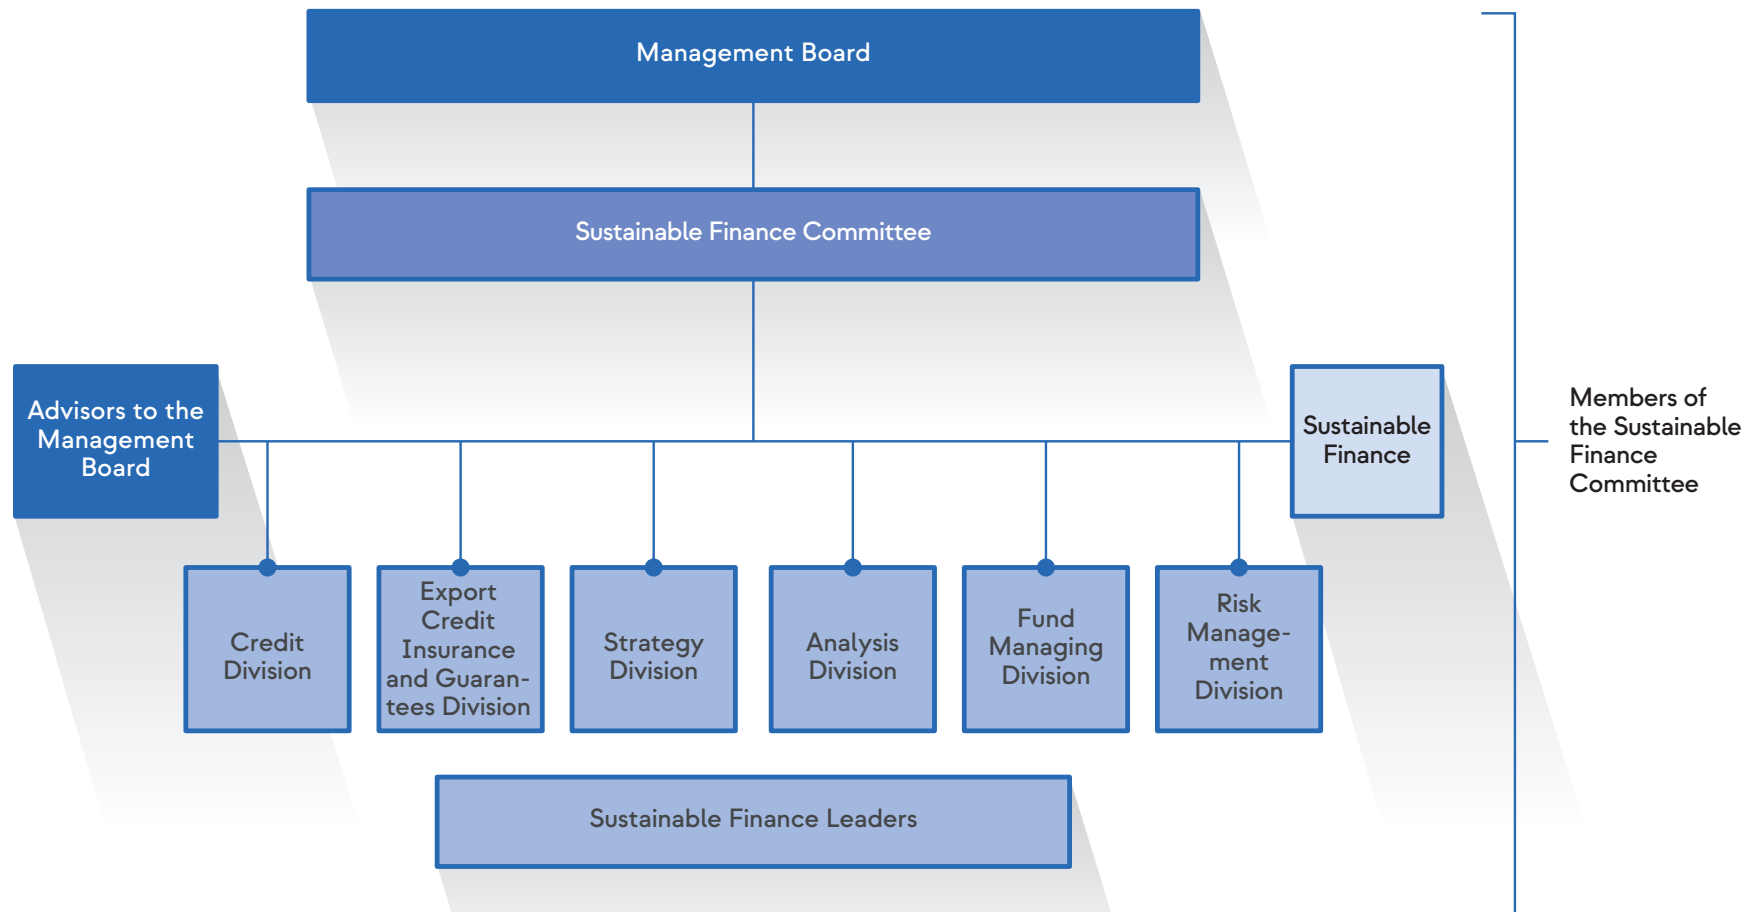 Management Board
Sustainable Finance Committee
Advisors to the
Management
Board
Sustainable
Finance
Members of
the Sustainable
Finance
Committee
Credit
Division
Export
Credit
Insurance
and Guaran-
tees Division
Strategy
Division
Analysis
Division
Fund
Managing
Division
Risk
Manage-
ment
Division
Sustainable Finance Leaders